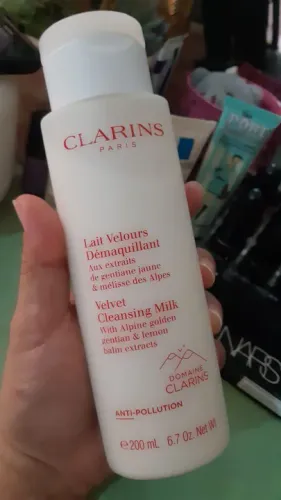 CLARINS
PARIS
Lait Velours
Démaquillant
Aux extraits
de gentiane jaune
& mélisse des Alpes
Velvet
Cleansing Milk
With Alpine golden
gentian & lemon
balm extracts
DOMAINE
CLARINS
ANTI-POLLUTION
e 200 mL 6.7 Oz. Net Wt
PORE
NARS